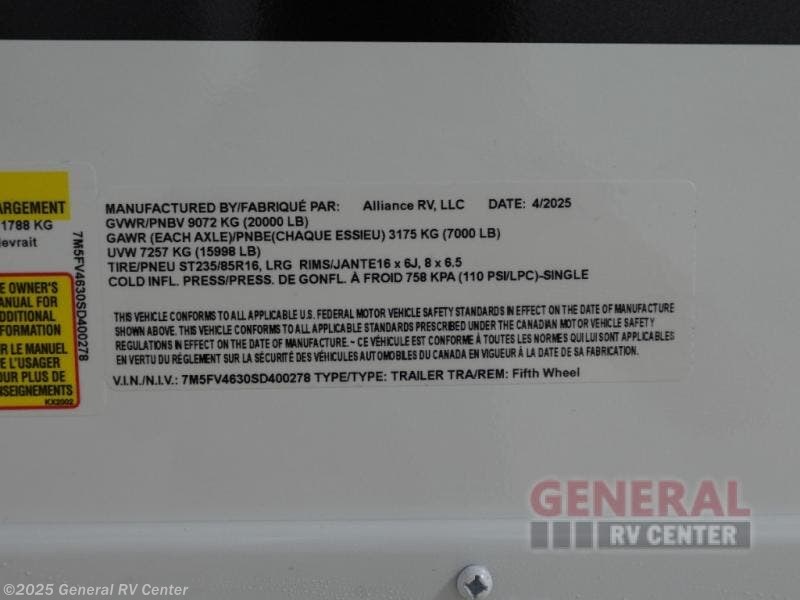 ARGEMENT
1788 KG
evrait
7M5FV4630SD400278
E OWNER'S
ANUAL FOR
DDITIONAL
FORMATION
R LE MANUEL
E L'USAGER
OUR PLUS DE
NSEIGNEMENTS
KX2002
MANUFACTURED BY/FABRIQUÉ PAR: Alliance RV, LLC DATE: 4/2025
GVWR/PNBV 9072 KG (20000 LB)
GAWR (EACH AXLE)/PNBE(CHAQUE ESSIEU) 3175 KG (7000 LB)
UVW 7257 KG (15998 LB)
TIRE/PNEU ST235/85R16, LRG RIMS/JANTE16 x 6J, 8 x 6.5
COLD INFL. PRESS/PRESS. DE GONFL. À FROID 758 KPA (110 PSI/LPC)-SINGLE
THIS VEHICLE CONFORMS TO ALL APPLICABLE U.S. FEDERAL MOTOR VEHICLE SAFETY STANDARDS IN EFFECT ON THE DATE OF MANUFACTURE
SHOWN ABOVE. THIS VEHICLE CONFORMS TO ALL APPLICABLE STANDARDS PRESCRIBED UNDER THE CANADIAN MOTOR VEHICLE SAFETY
REGULATIONS IN EFFECT ON THE DATE OF MANUFACTURE. ~ CE VÉHICULE EST CONFORME À TOUTES LES NORMES QUI LUI SONT APPLICABLES
EN VERTU DU RÉGLEMENT SUR LA SÉCURITÉ DES VÉHICULES AUTOMOBILES DU CANADA EN VIGUEUR À LA DATE DE SA FABRICATION.
V.I.N./N.I.V.: 7M5FV4630SD400278 TYPE/TYPE: TRAILER TRA/REM: Fifth Wheel
GENERAL
RV CENTER
©2025 General RV Center